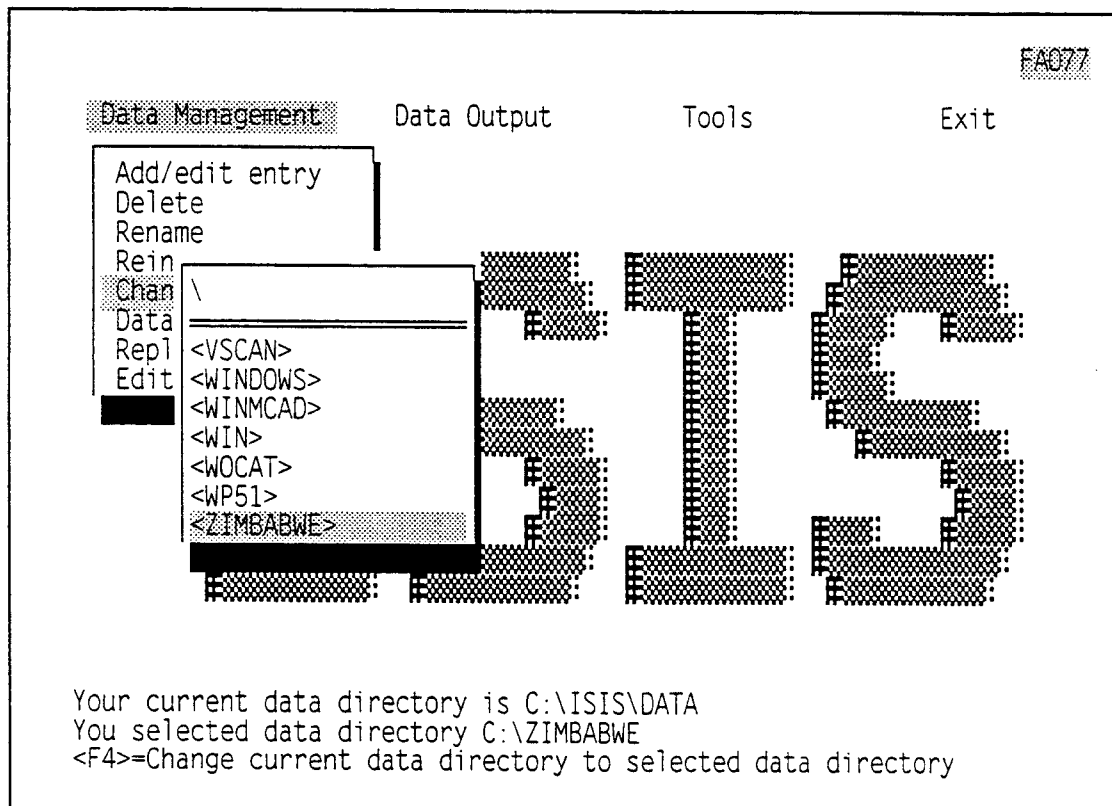 FAO77
Data Management Data Output Tools Exit
Add/edit entry
Delete
Rename
Rein
Chan
Data
Repl
Edit
\
<VSCAN>
<WINDOWS>
<WINMCAD>
<WIN>
<WOCAT>
<WP51>
<ZIMBABWE>
SIS
Your current data directory is C:\ISIS\DATA
You selected data directory C:\ZIMBABWE
<F4>=Change current data directory to selected data directory